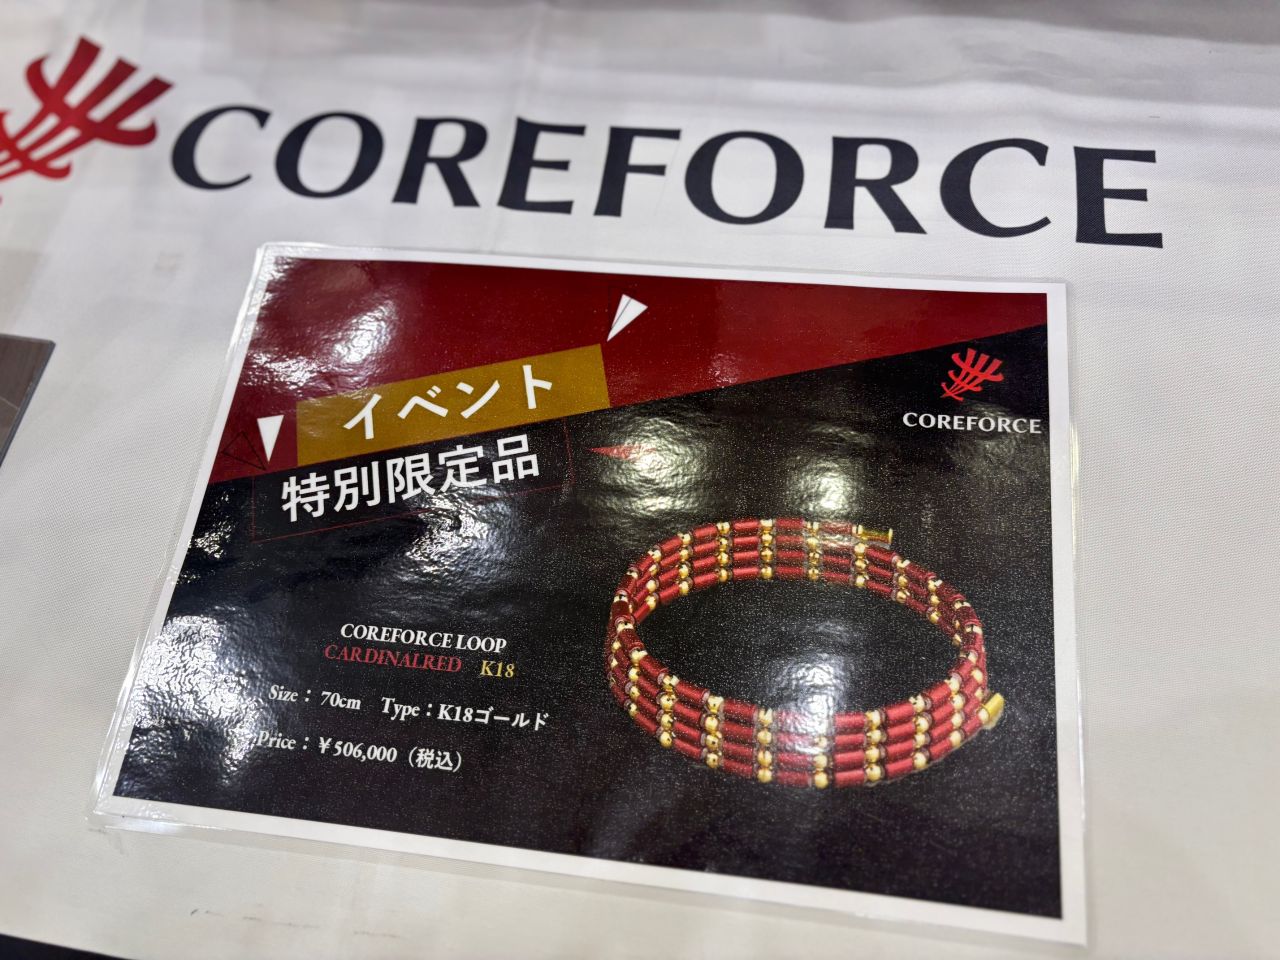 COREFORCE
イベント
特別限定品
COREFORCE
COREFORCE LOOP
CARDINALRED K18
Size： 70cm Type：K18ゴールド
Price：￥506,000（税込）